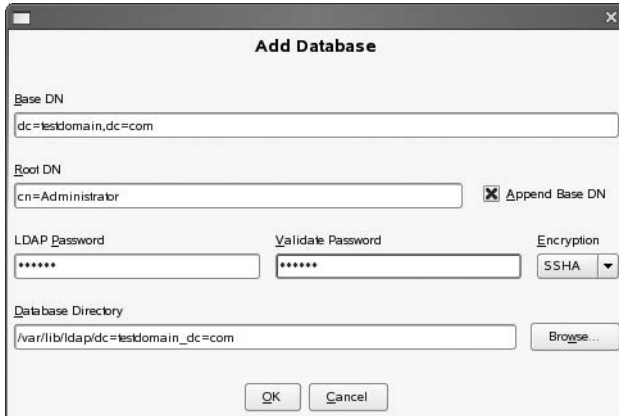 Add Database
Base DN
dc=testdomain,dc=com
Root DN
cn=Administrator
Append Base DN
LDAP Password Validate Password Encryption
****** ****** SSHA
Database Directory
/var/lib/ldap/dc=testdomain_dc=com Browse...
OK Cancel